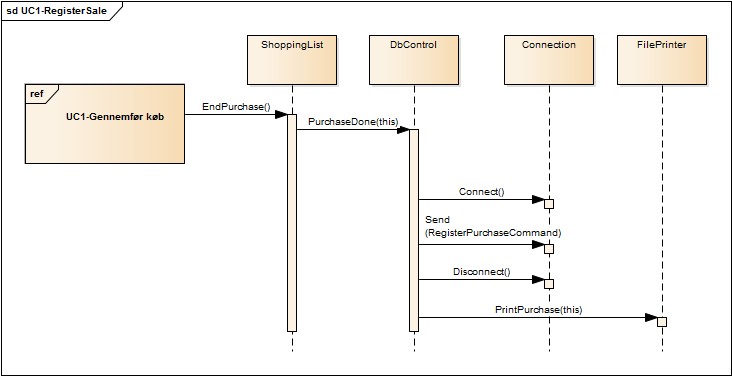 sd UC1-RegisterSale
ShoppingList
DbControl
Connection
FilePrinter
ref
UC1-Gennemfør køb
EndPurchase()
PurchaseDone(this)
Connect()
Send
(RegisterPurchaseCommand)
Disconnect()
PrintPurchase(this)